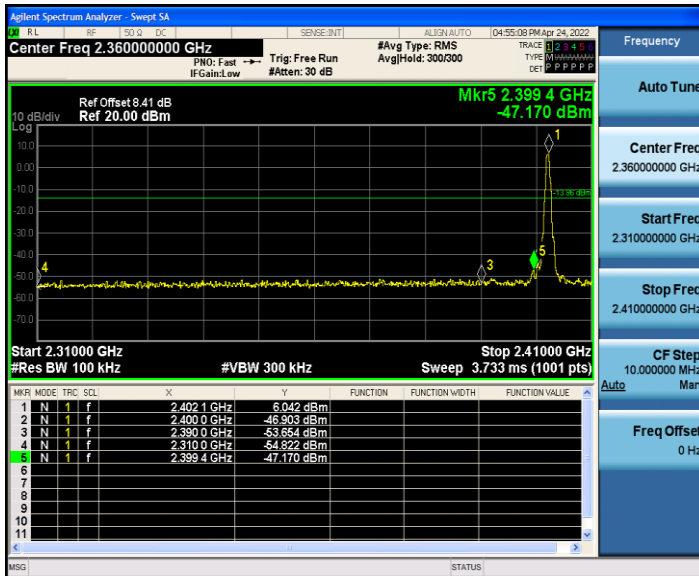 Agilent Spectrum Analyzer - Swept SA
RL RF 50 Ω DC SENSE:INT ALIGN AUTO 04:55:08 PM Apr 24, 2022
Center Freq 2.360000000 GHz
PNO: Fast
IFGain:Low
Trig: Free Run
#Atten: 30 dB
#Avg Type: RMS
Avg|Hold: 300/300
TRACE 1 2 3 4 5 6
TYPE M
DET P P P P P P
Frequency
Auto Tune
Center Freq
2.360000000 GHz
Start Freq
2.310000000 GHz
Stop Freq
2.410000000 GHz
CF Step
10.000000 MHz
Auto Man
Freq Offset
0 Hz
Mkr5 2.399 4 GHz
-47.170 dBm
Ref Offset 8.41 dB
10 dB/div Ref 20.00 dBm
Log
10.0
0.00
-10.0
-20.0
-30.0
-40.0
-50.0
-60.0
-70.0
1
-13.96 dBm
5
3
4
Start 2.31000 GHz Stop 2.41000 GHz
#Res BW 100 kHz #VBW 300 kHz Sweep 3.733 ms (1001 pts)
MKR MODE TRC SCL X Y FUNCTION FUNCTION WIDTH FUNCTION VALUE
1 N 1 f 2.402 1 GHz 6.042 dBm
2 N 1 f 2.400 0 GHz -46.903 dBm
3 N 1 f 2.390 0 GHz -53.654 dBm
4 N 1 f 2.310 0 GHz -54.822 dBm
5 N 1 f 2.399 4 GHz -47.170 dBm
6
7
8
9
10
11
MSG STATUS